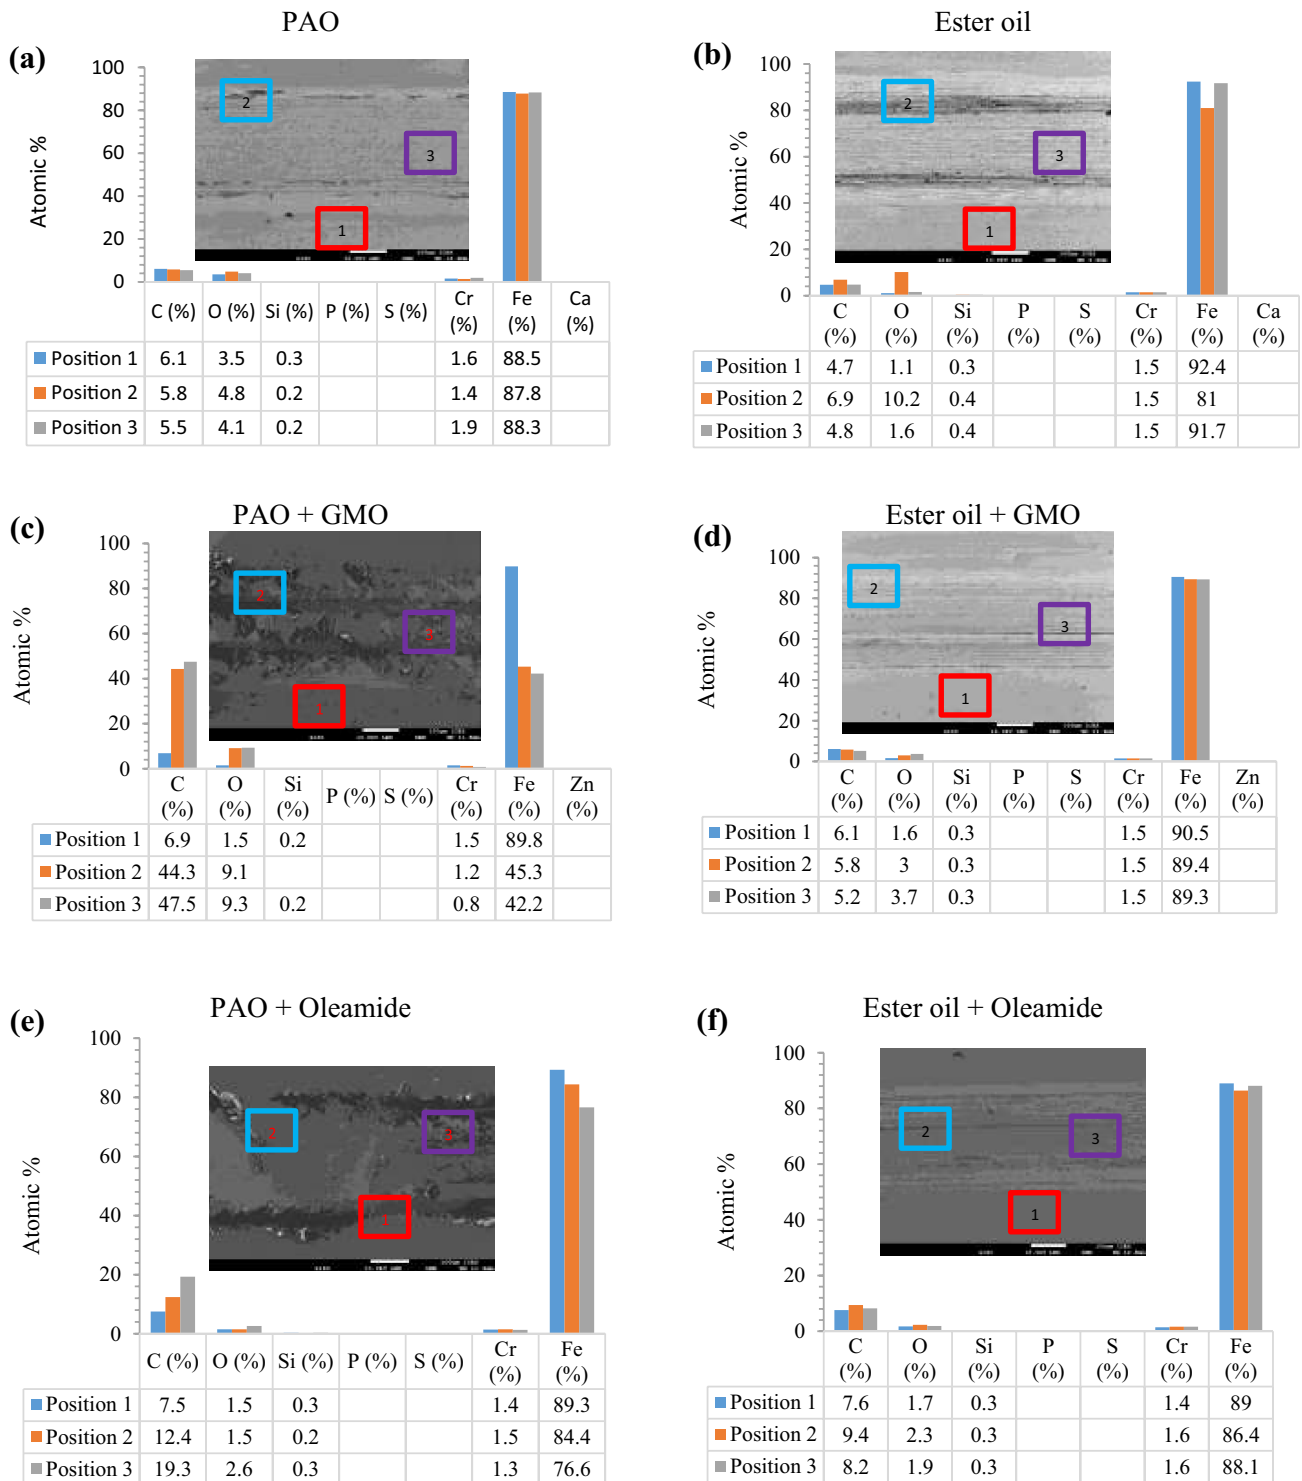 PAO
Ester oil
(a)
Atomic %
100
80
60
40
20
0
2
3
1
C (%) O (%) Si (%) P (%) S (%) Cr (%) Fe (%) Ca (%)
Position 1 6.1 3.5 0.3 1.6 88.5
Position 2 5.8 4.8 0.2 1.4 87.8
Position 3 5.5 4.1 0.2 1.9 88.3
(b)
Atomic %
100
80
60
40
20
0
2
3
1
C (%) O (%) Si (%) P (%) S (%) Cr (%) Fe (%) Ca (%)
Position 1 4.7 1.1 0.3 1.5 92.4
Position 2 6.9 10.2 0.4 1.5 81
Position 3 4.8 1.6 0.4 1.5 91.7
PAO + GMO
(c)
Atomic %
100
80
60
40
20
0
2
3
1
C (%) O (%) Si (%) P (%) S (%) Cr (%) Fe (%) Zn (%)
Position 1 6.9 1.5 0.2 1.5 89.8
Position 2 44.3 9.1 1.2 45.3
Position 3 47.5 9.3 0.2 0.8 42.2
Ester oil + GMO
(d)
Atomic %
100
80
60
40
20
0
2
3
1
C (%) O (%) Si (%) P (%) S (%) Cr (%) Fe (%) Zn (%)
Position 1 6.1 1.6 0.3 1.5 90.5
Position 2 5.8 3 0.3 1.5 89.4
Position 3 5.2 3.7 0.3 1.5 89.3
PAO + Oleamide
(e)
Atomic %
100
80
60
40
20
0
2
3
1
C (%) O (%) Si (%) P (%) S (%) Cr (%) Fe (%)
Position 1 7.5 1.5 0.3 1.4 89.3
Position 2 12.4 1.5 0.2 1.5 84.4
Position 3 19.3 2.6 0.3 1.3 76.6
Ester oil + Oleamide
(f)
Atomic %
100
80
60
40
20
0
2
3
1
C (%) O (%) Si (%) P (%) S (%) Cr (%) Fe (%)
Position 1 7.6 1.7 0.3 1.4 89
Position 2 9.4 2.3 0.3 1.6 86.4
Position 3 8.2 1.9 0.3 1.6 88.1